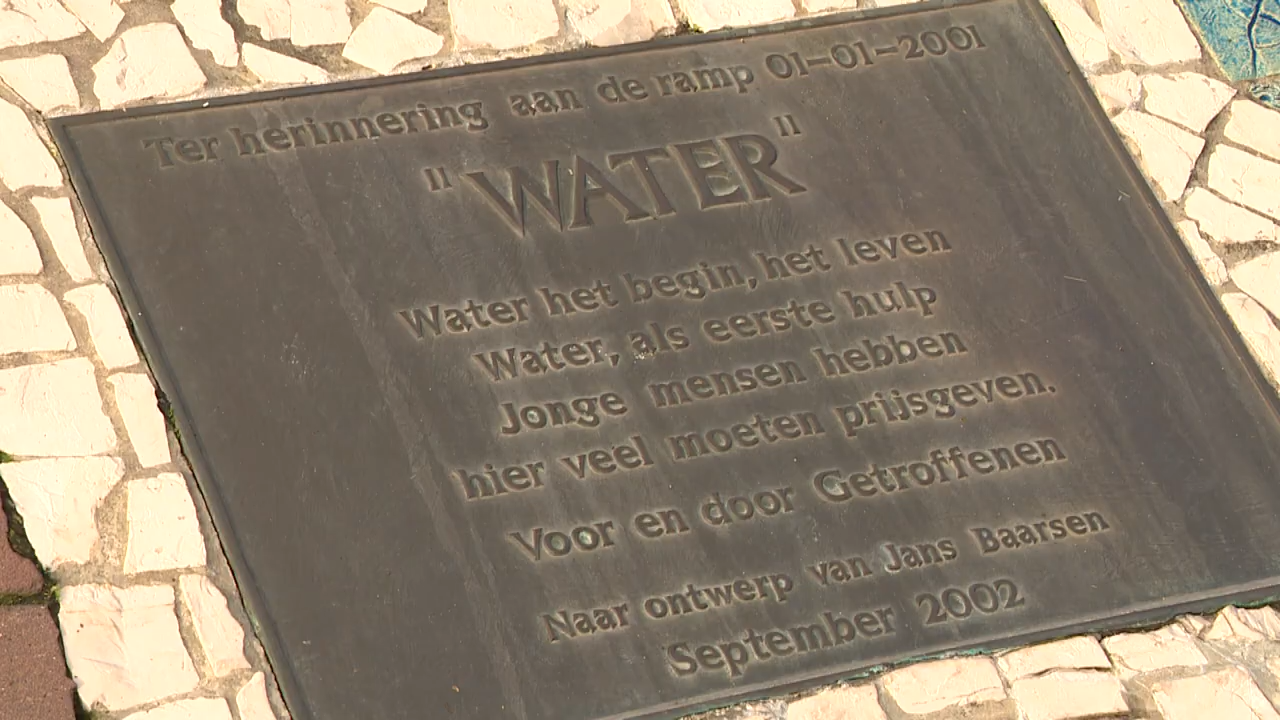 Ter herinnering aan de ramp 01-01-2001
"WATER"
Water het begin, het leven
Water, als eerste hulp
Jonge mensen hebben
hier veel moeten prijsgeven.
Voor en door Getroffenen
Naar ontwerp van Jans Baarsen
September 2002